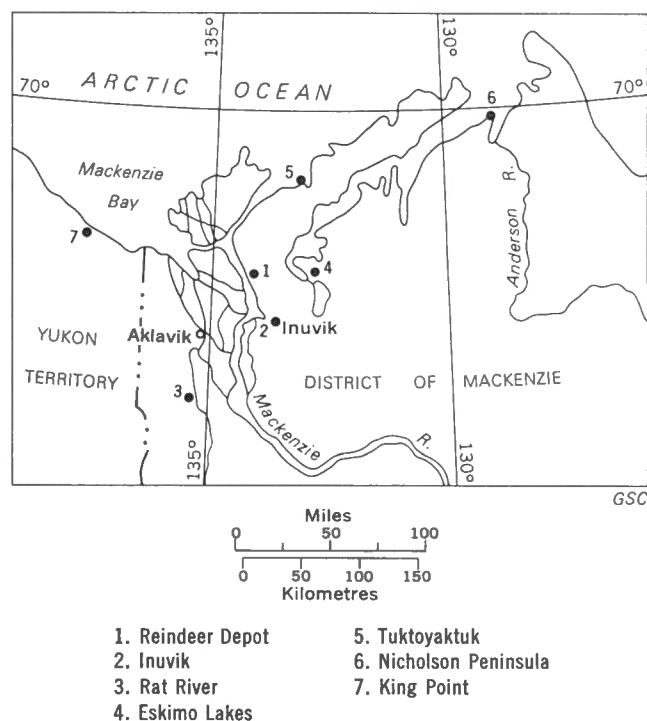 135°
130°
70°
ARCTIC OCEAN
70°
6
Mackenzie
Bay
5
Anderson R.
7
1
4
Aklavik
2
Inuvik
YUKON
TERRITORY
DISTRICT OF MACKENZIE
3
Mackenzie R.
135°
130°
GSC
Miles
0 50 100
0 50 100 150
Kilometres
1. Reindeer Depot
2. Inuvik
3. Rat River
4. Eskimo Lakes
5. Tuktoyaktuk
6. Nicholson Peninsula
7. King Point